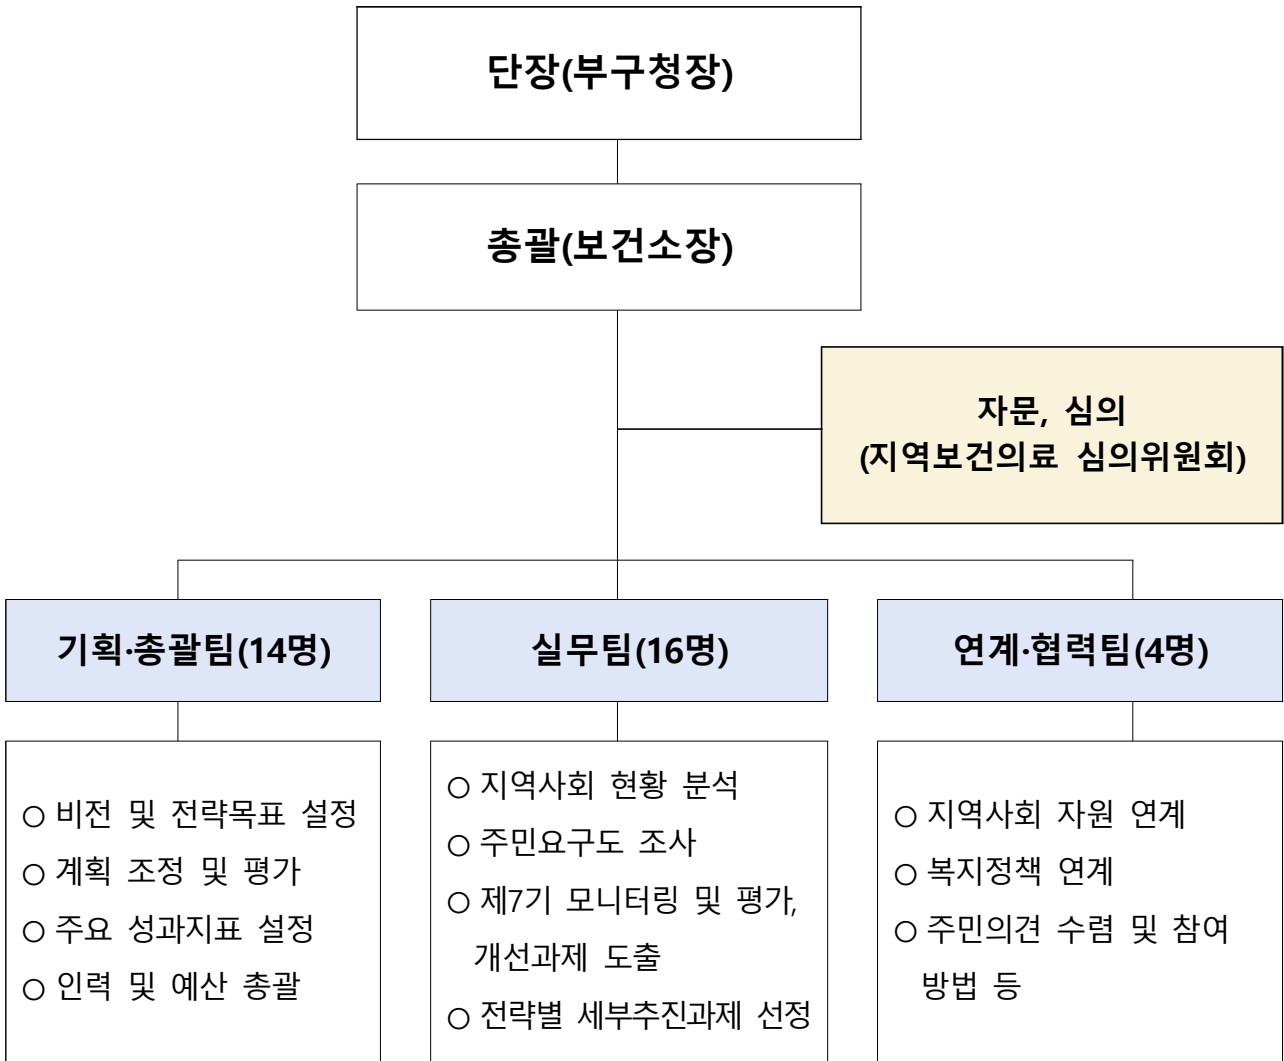 단장(부구청장)
총괄(보건소장)
자문, 심의
(지역보건의료 심의위원회)
기획·총괄팀(14명)
실무팀(16명)
연계·협력팀(4명)
○ 비전 및 전략목표 설정
○ 계획 조정 및 평가
○ 주요 성과지표 설정
○ 인력 및 예산 총괄
○ 지역사회 현황 분석
○ 주민요구도 조사
○ 제7기 모니터링 및 평가,
개선과제 도출
○ 전략별 세부추진과제 선정
○ 지역사회 자원 연계
○ 복지정책 연계
○ 주민의견 수렴 및 참여
방법 등